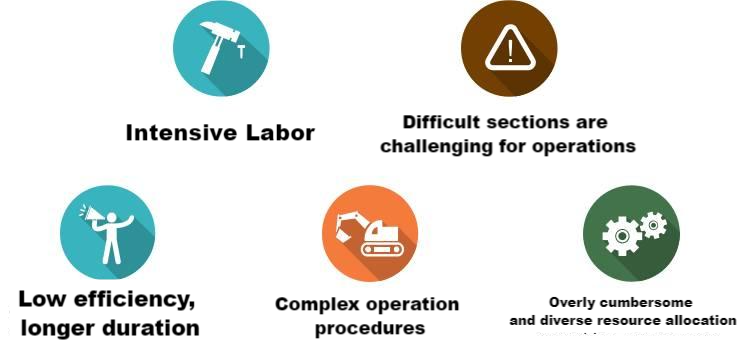 Intensive Labor
Difficult sections are
challenging for operations
Low efficiency,
longer duration
Complex operation
procedures
Overly cumbersome
and diverse resource allocation